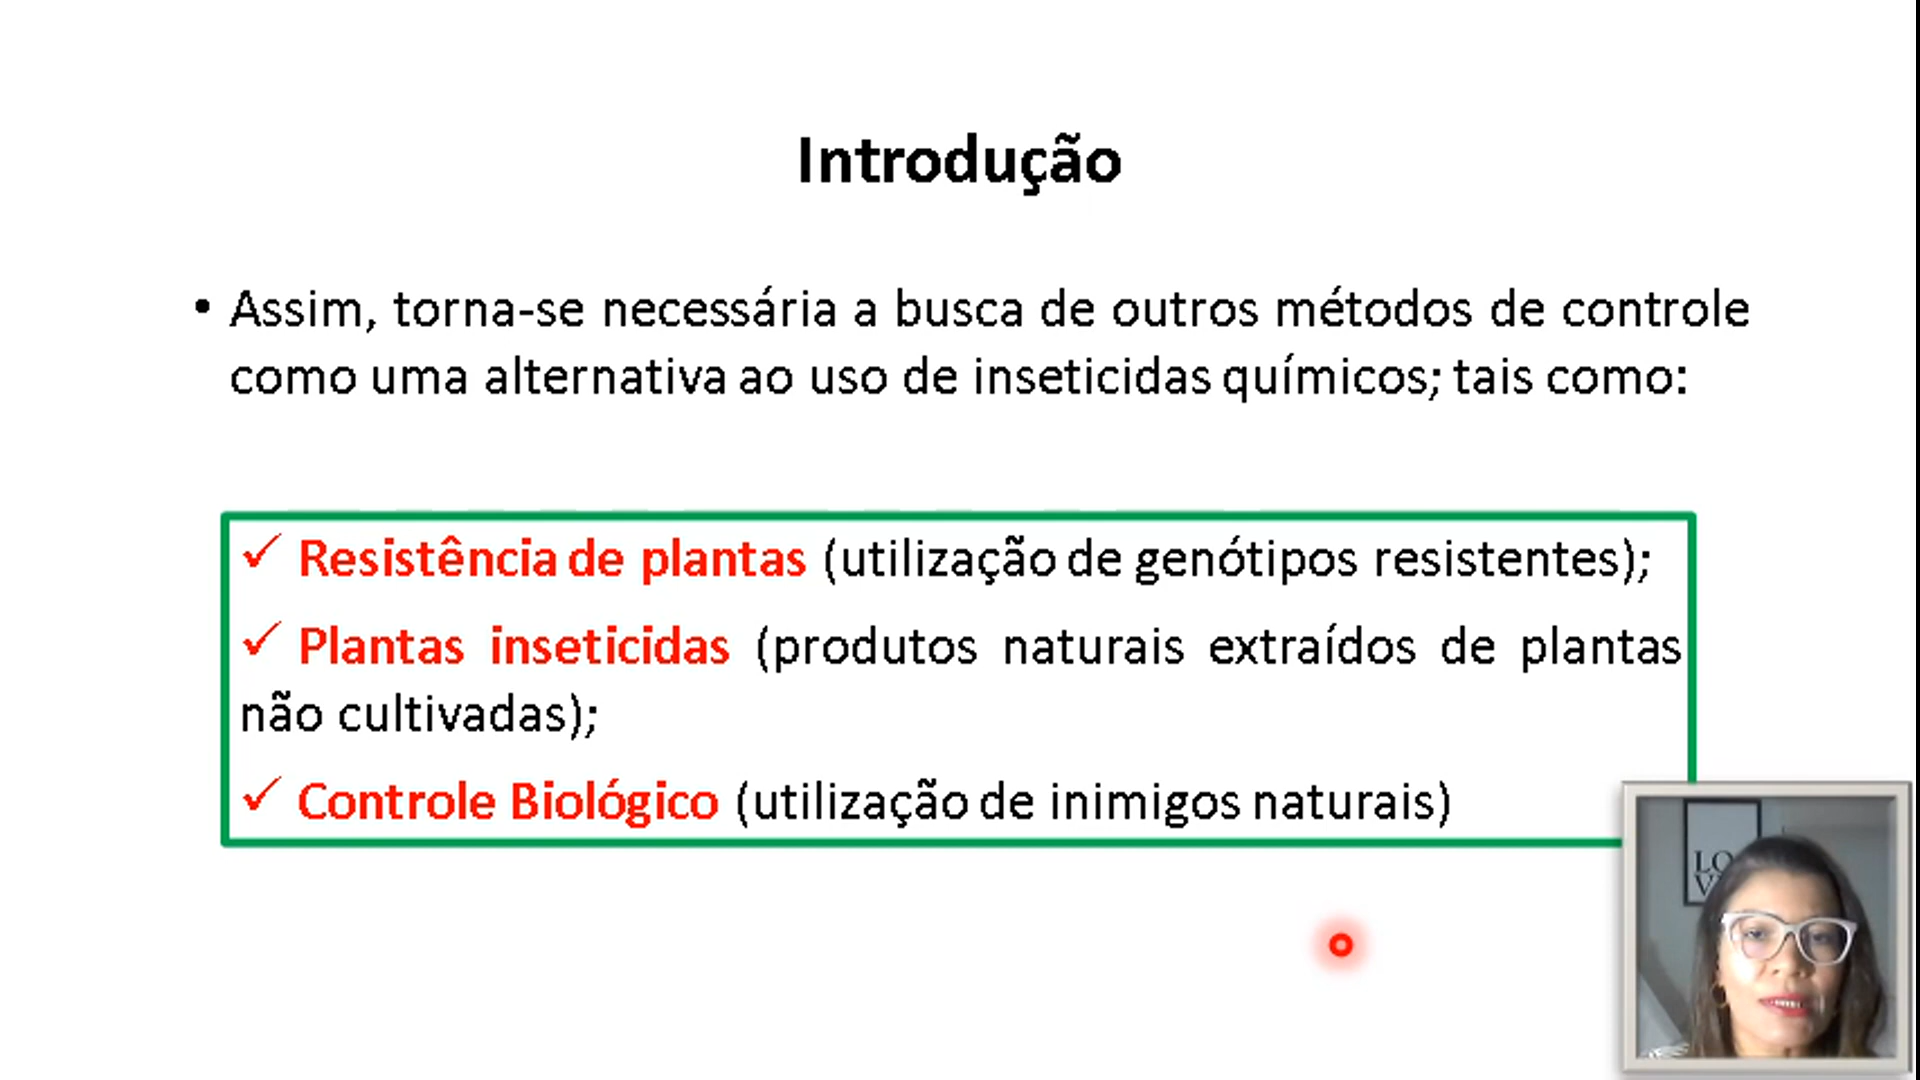 Introdução
• Assim, torna-se necessária a busca de outros métodos de controle
como uma alternativa ao uso de inseticidas químicos; tais como:
✓ Resistência de plantas (utilização de genótipos resistentes);
✓ Plantas inseticidas (produtos naturais extraídos de plantas
não cultivadas);
✓ Controle Biológico (utilização de inimigos naturais)